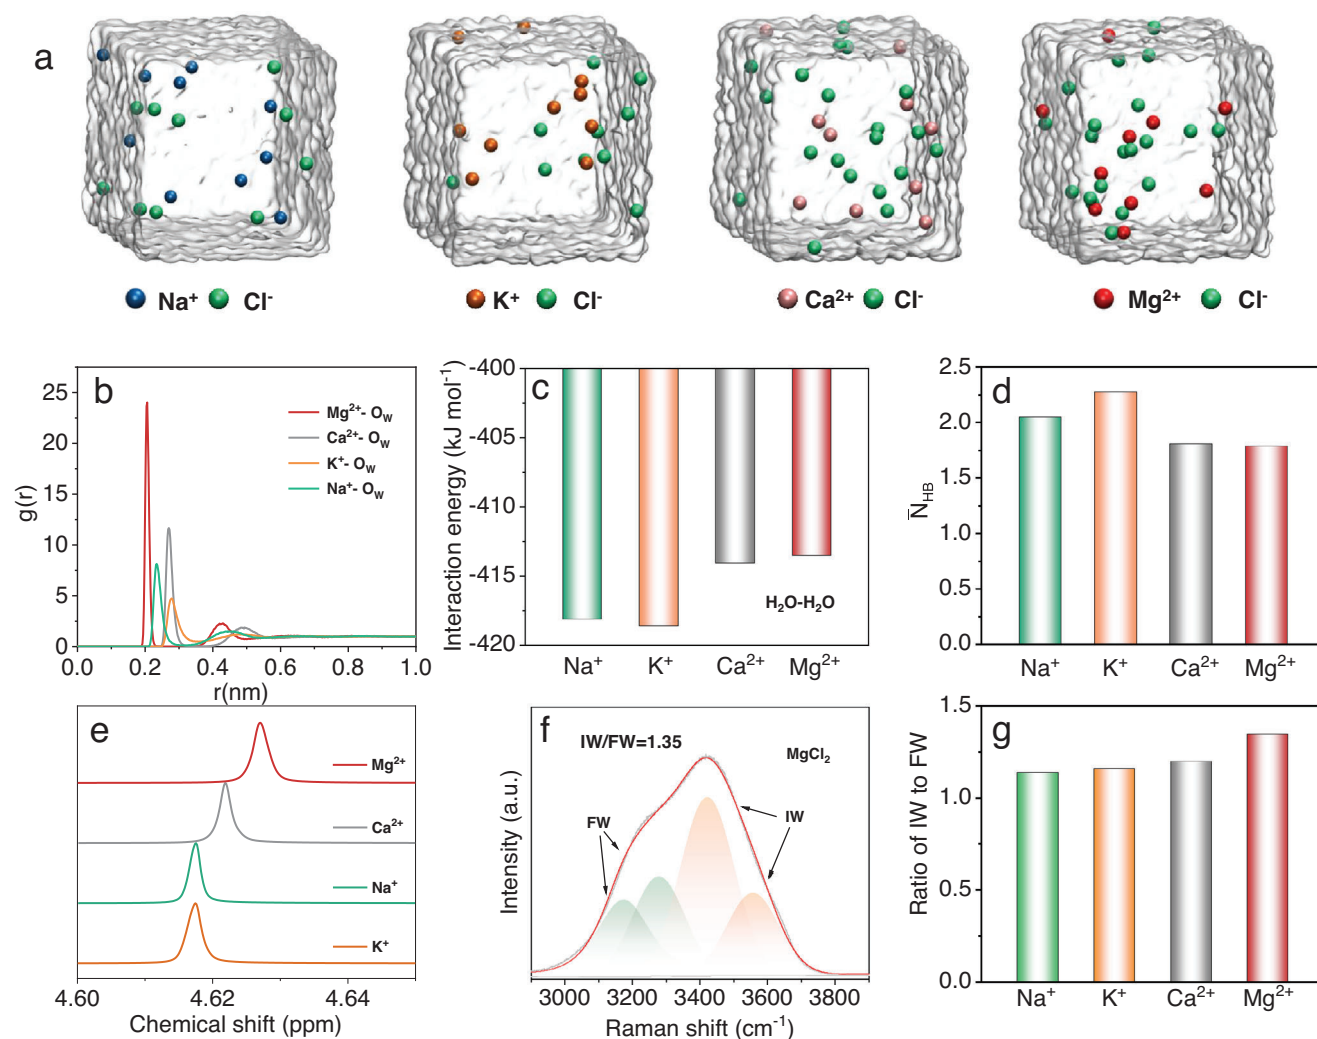 a
Na⁺ Cl⁻ K⁺ Cl⁻ Ca²⁺ Cl⁻ Mg²⁺ Cl⁻
b
Mg²⁺- O_W
Ca²⁺- O_W
K⁺- O_W
Na⁺- O_W
25
20
15
10
5
0
g(r)
0.0 0.2 0.4 0.6 0.8 1.0
r(nm)
c
-400
-405
-410
-415
-420
Interaction energy (kJ mol⁻¹)
H₂O-H₂O
Na⁺ K⁺ Ca²⁺ Mg²⁺
d
2.5
2.0
1.5
1.0
0.5
0.0
N̄_HB
Na⁺ K⁺ Ca²⁺ Mg²⁺
e
Mg²⁺
Ca²⁺
Na⁺
K⁺
4.60 4.62 4.64
Chemical shift (ppm)
f
IW/FW=1.35
MgCl₂
FW
IW
Intensity (a.u.)
3000 3200 3400 3600 3800
Raman shift (cm⁻¹)
g
1.5
1.0
0.5
0.0
Ratio of IW to FW
Na⁺ K⁺ Ca²⁺ Mg²⁺